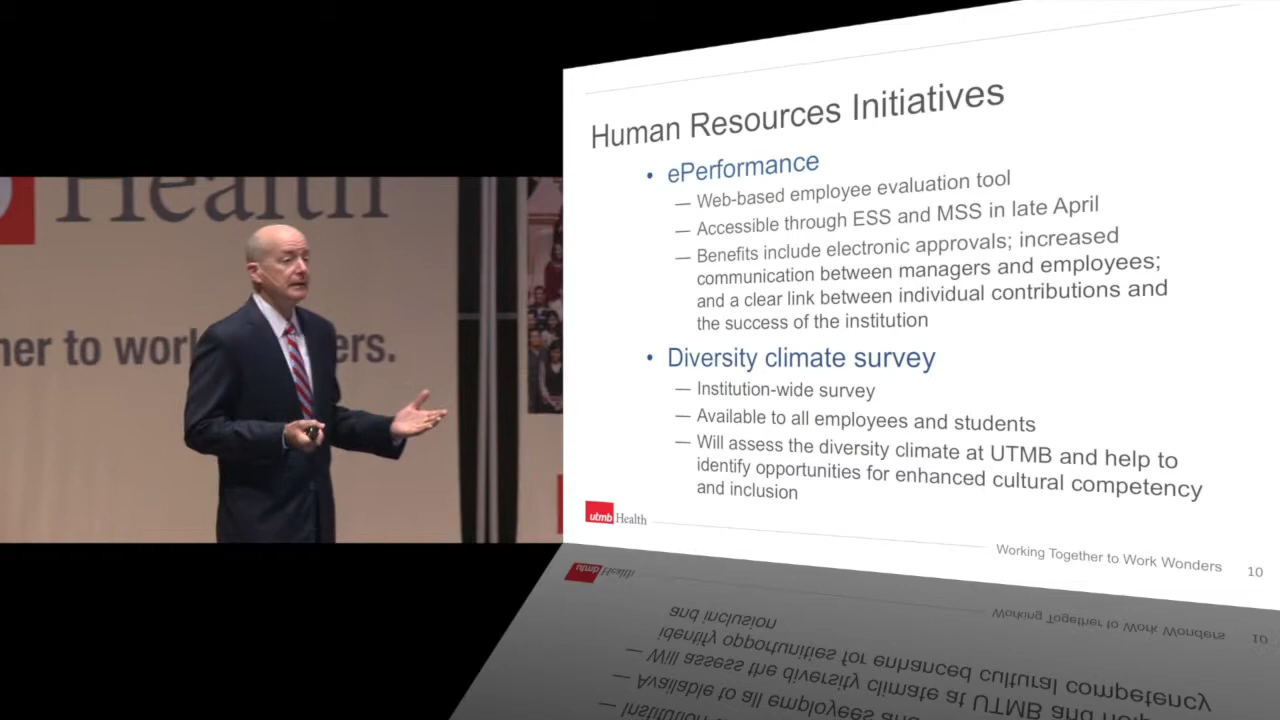 Health
ner to work
ers.
Human Resources Initiatives
• ePerformance
— Web-based employee evaluation tool
— Accessible through ESS and MSS in late April
— Benefits include electronic approvals; increased
communication between managers and employees;
and a clear link between individual contributions and
the success of the institution
• Diversity climate survey
— Institution-wide survey
— Available to all employees and students
— Will assess the diversity climate at UTMB and help to
identify opportunities for enhanced cultural competency
and inclusion
utmb Health
Working Together to Work Wonders 10